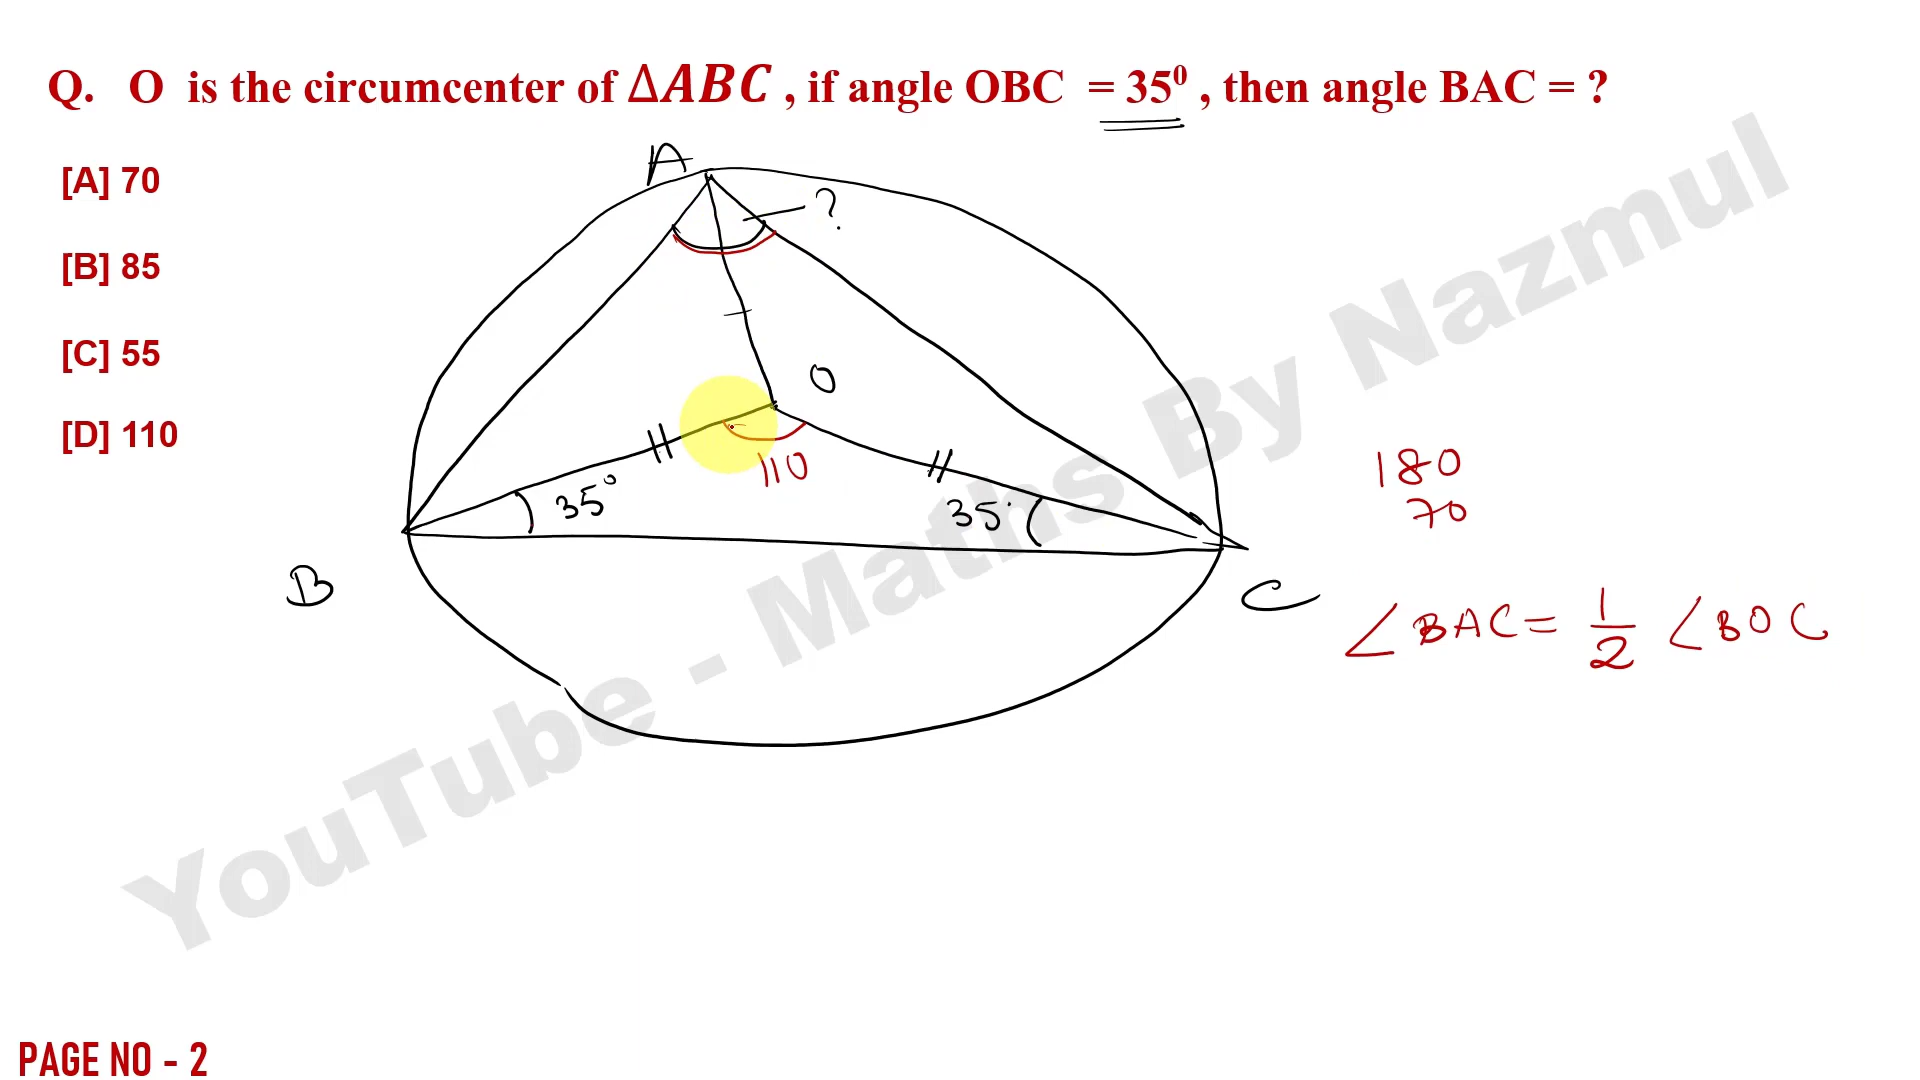 Q. O is the circumcenter of ∆ABC , if angle OBC = 35⁰ , then angle BAC = ?
[A] 70
[B] 85
[C] 55
[D] 110
A
?
O
110
35°
35°
B
C
180
70
∠BAC = 1/2 ∠BOC
YouTube - Maths By Nazmul
PAGE NO - 2